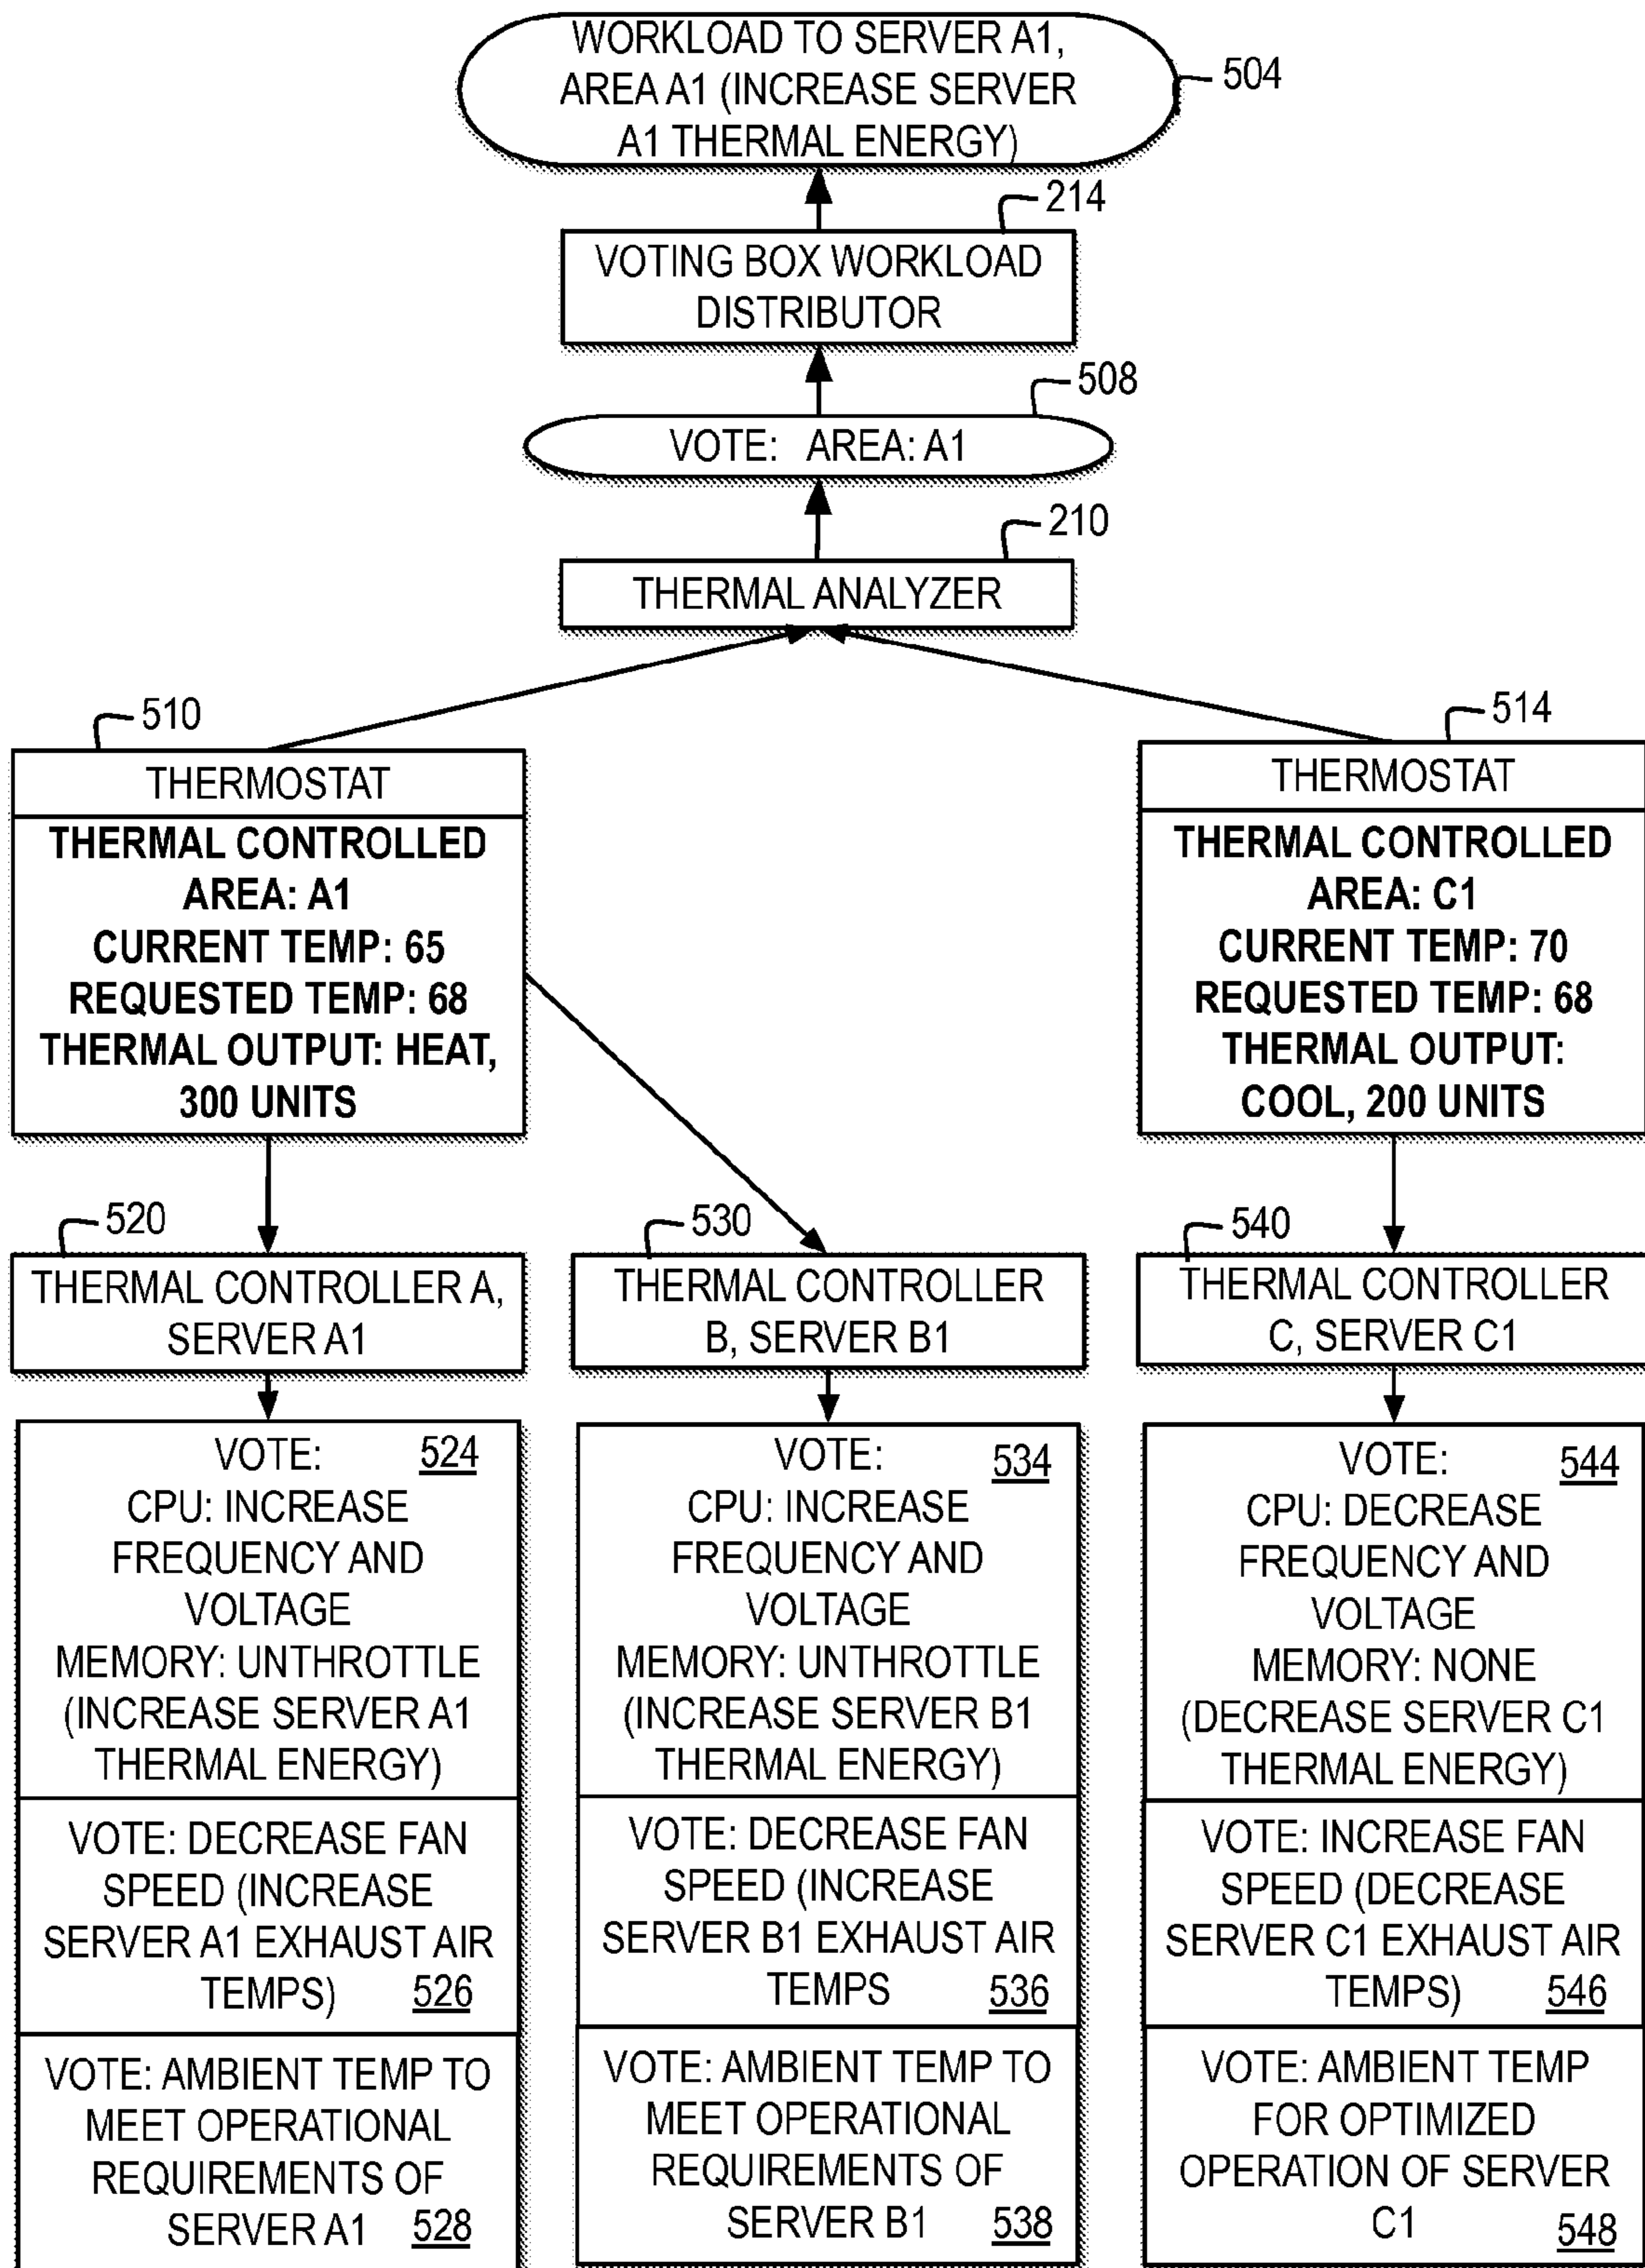 WORKLOAD TO SERVER A1,
AREA A1 (INCREASE SERVER
A1 THERMAL ENERGY)
504
214
VOTING BOX WORKLOAD
DISTRIBUTOR
508
VOTE: AREA: A1
210
THERMAL ANALYZER
510
THERMOSTAT
THERMAL CONTROLLED
AREA: A1
CURRENT TEMP: 65
REQUESTED TEMP: 68
THERMAL OUTPUT: HEAT,
300 UNITS
514
THERMOSTAT
THERMAL CONTROLLED
AREA: C1
CURRENT TEMP: 70
REQUESTED TEMP: 68
THERMAL OUTPUT:
COOL, 200 UNITS
520
THERMAL CONTROLLER A,
SERVER A1
530
THERMAL CONTROLLER
B, SERVER B1
540
THERMAL CONTROLLER
C, SERVER C1
VOTE: 524
CPU: INCREASE
FREQUENCY AND
VOLTAGE
MEMORY: UNTHROTTLE
(INCREASE SERVER A1
THERMAL ENERGY)
VOTE: DECREASE FAN
SPEED (INCREASE
SERVER A1 EXHAUST AIR
TEMPS) 526
VOTE: AMBIENT TEMP TO
MEET OPERATIONAL
REQUIREMENTS OF
SERVER A1 528
VOTE: 534
CPU: INCREASE
FREQUENCY AND
VOLTAGE
MEMORY: UNTHROTTLE
(INCREASE SERVER B1
THERMAL ENERGY)
VOTE: DECREASE FAN
SPEED (INCREASE
SERVER B1 EXHAUST AIR
TEMPS 536
VOTE: AMBIENT TEMP TO
MEET OPERATIONAL
REQUIREMENTS OF
SERVER B1 538
VOTE: 544
CPU: DECREASE
FREQUENCY AND
VOLTAGE
MEMORY: NONE
(DECREASE SERVER C1
THERMAL ENERGY)
VOTE: INCREASE FAN
SPEED (DECREASE
SERVER C1 EXHAUST AIR
TEMPS) 546
VOTE: AMBIENT TEMP
FOR OPTIMIZED
OPERATION OF SERVER
C1 548